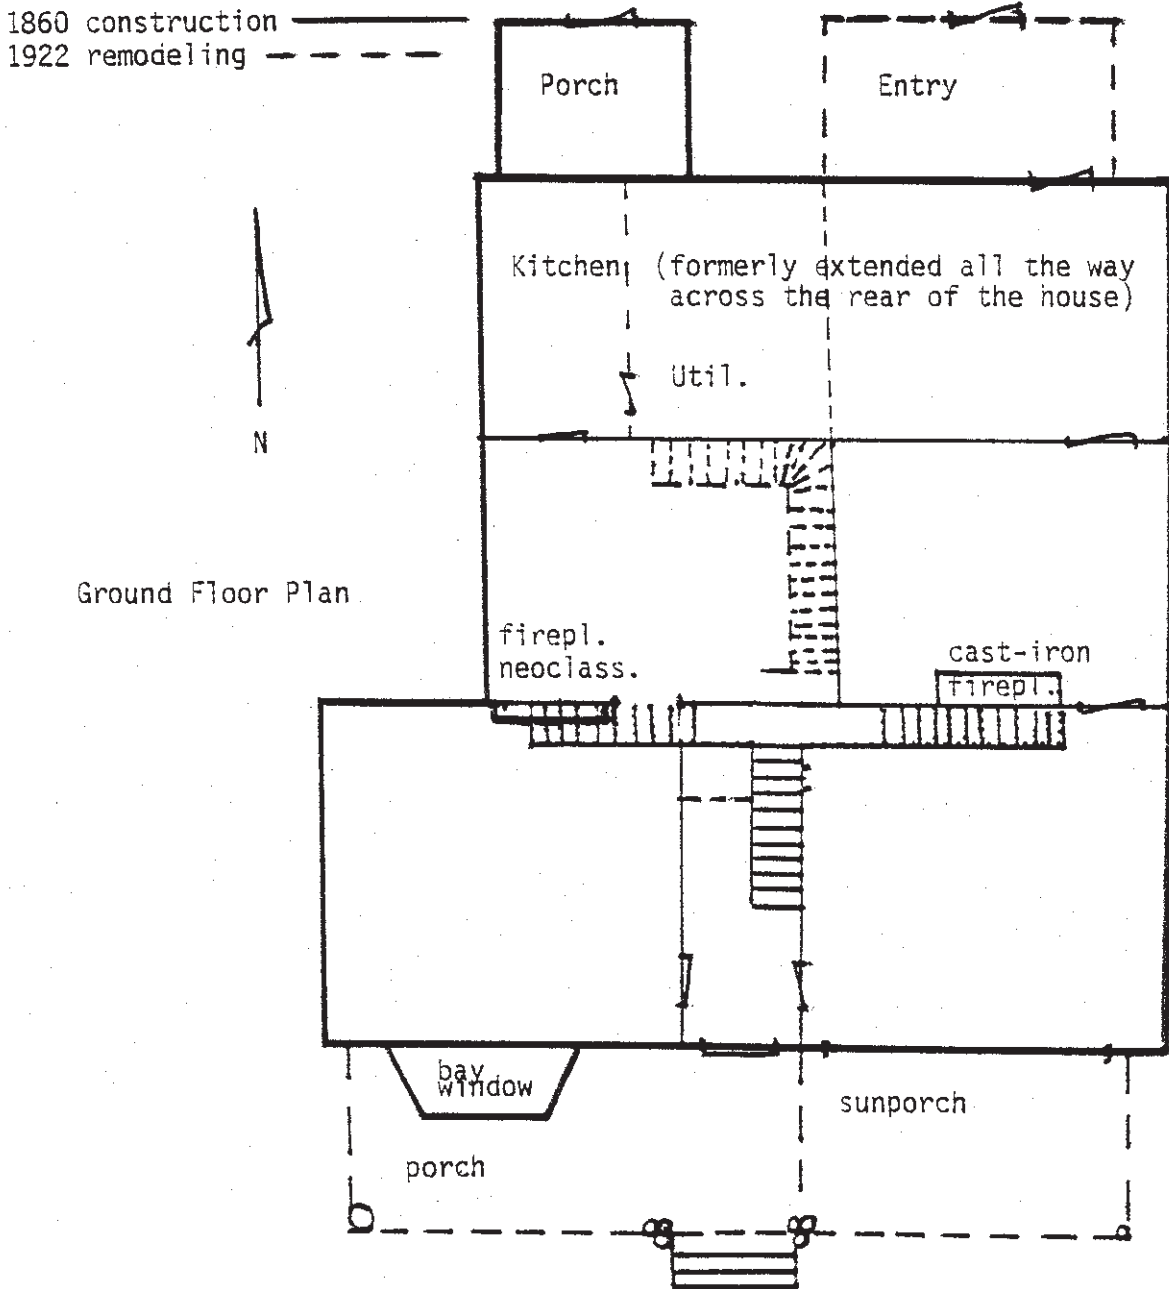 1860 construction
1922 remodeling
Porch
Entry
Kitchen (formerly extended all the way
across the rear of the house)
Util.
N
Ground Floor Plan
firepl.
neoclass.
cast-iron
firepl.
bay
window
sunporch
porch